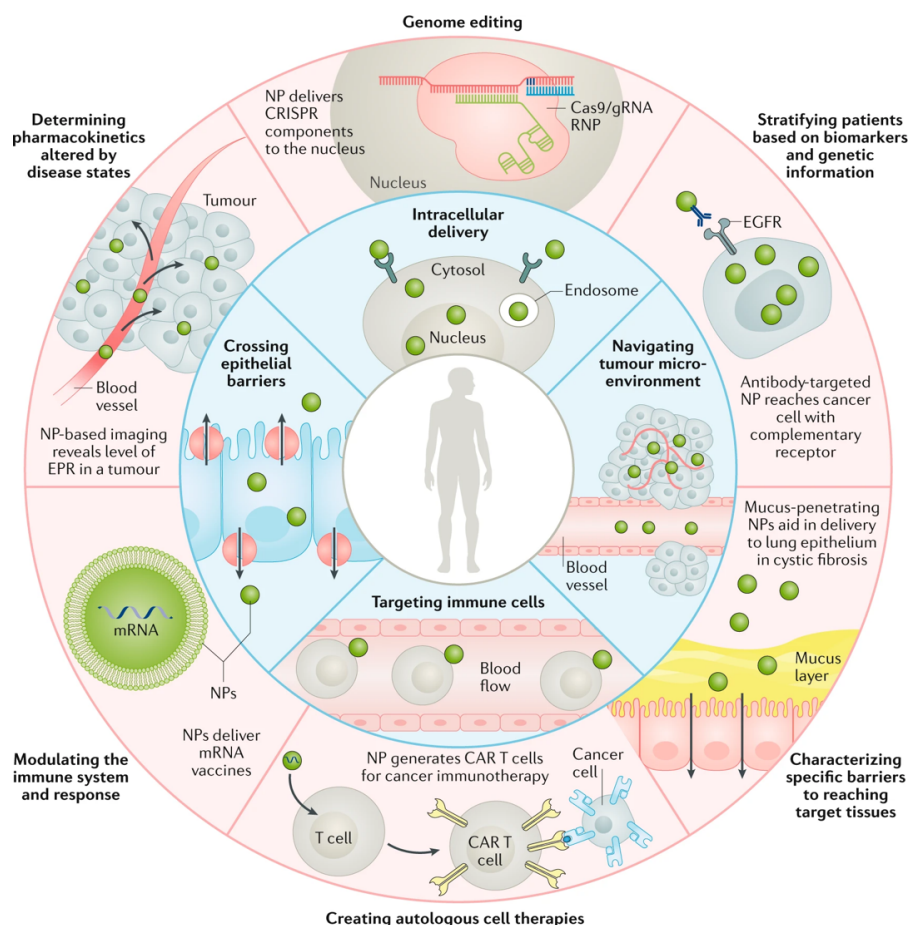 Genome editing
NP delivers
CRISPR
components
to the nucleus
Cas9/gRNA
RNP
Nucleus
Determining
pharmacokinetics
altered by
disease states
Tumour
Blood
vessel
NP-based imaging
reveals level of
EPR in a tumour
Stratifying patients
based on biomarkers
and genetic
information
EGFR
Antibody-targeted
NP reaches cancer
cell with
complementary
receptor
Intracellular
delivery
Cytosol
Endosome
Nucleus
Crossing
epithelial
barriers
Navigating
tumour micro-
environment
Blood
vessel
Targeting immune cells
Blood
flow
Mucus-penetrating
NPs aid in delivery
to lung epithelium
in cystic fibrosis
Mucus
layer
Characterizing
specific barriers
to reaching
target tissues
mRNA
NPs
NPs deliver
mRNA
vaccines
Modulating the
immune system
and response
NP generates CAR T cells
for cancer immunotherapy
Cancer
cell
T cell
CAR T
cell
Creating autologous cell therapies